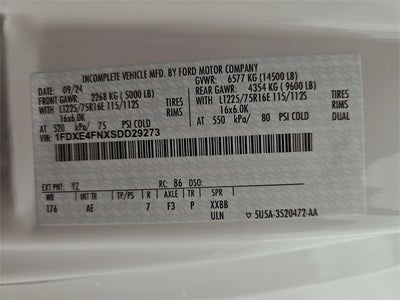 INCOMPLETE VEHICLE MFD. BY FORD MOTOR COMPANY
DATE: 09/24 GVWR: 6577 KG (14500 LB)
FRONT GAWR: 2268 KG (5000 LB) REAR GAWR: 4354 KG (9600 LB)
WITH LT225/75R16E 115/112S TIRES WITH LT225/75R16E 115/112S TIRES
16x6.0K RIMS 16x6.0K RIMS
AT 520 kPa/ 75 PSI COLD AT 550 kPa/ 80 PSI COLD DUAL
1FDXE4FNXSDD29273
EXT PNT: YZ RC: 86 DSO:
WB TP/PS R AXLE TR SPR
176 AE 7 F3 P XXBB
ULN ▽ 5U5A-3520472-AA